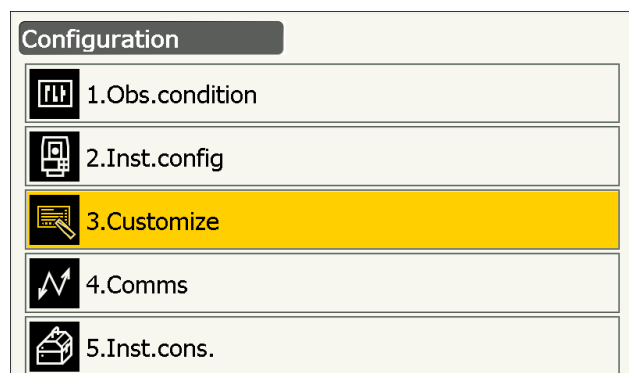 Configuration
1.Obs.condition
2.Inst.config
3.Customize
4.Comms
5.Inst.cons.